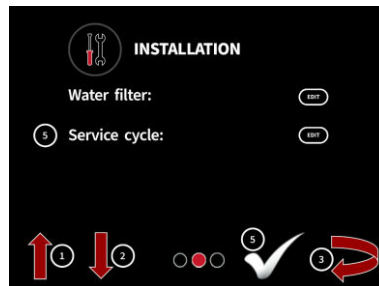 INSTALLATION
Water filter: EDIT
5 Service cycle: EDIT
1 2 5 3